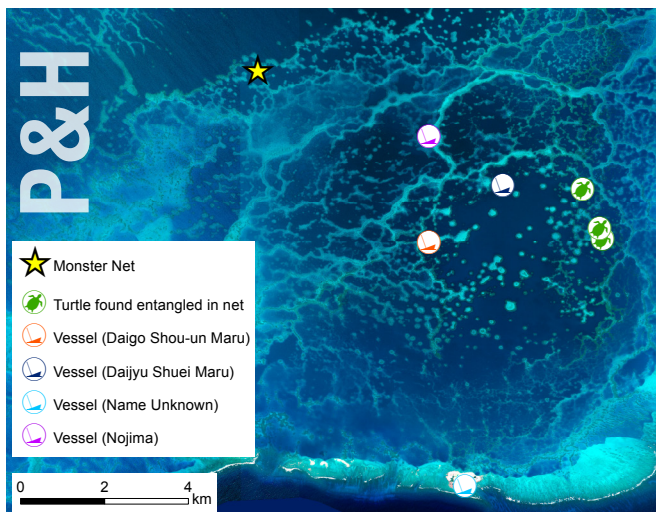 P&H
Monster Net
Turtle found entangled in net
Vessel (Daigo Shou-un Maru)
Vessel (Daijyu Shuei Maru)
Vessel (Name Unknown)
Vessel (Nojima)
0 2 4
km